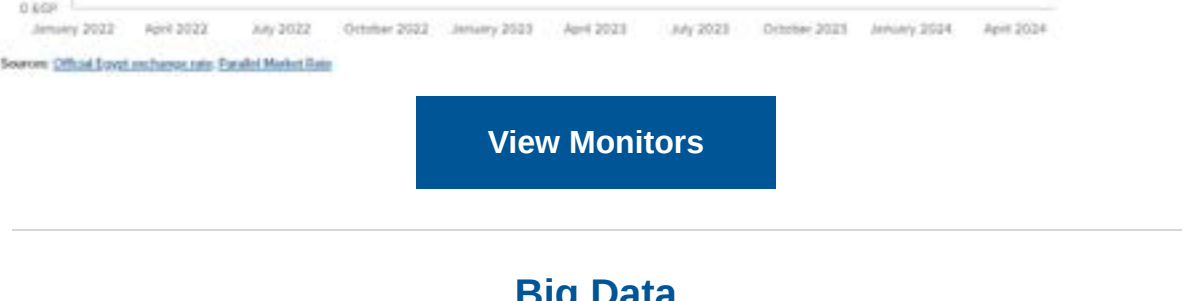 0 EGP
January 2022 April 2022 July 2022 October 2022 January 2023 April 2023 July 2023 October 2023 January 2024 April 2024
Sources: Official Egypt exchange rate, Parallel Market Rate
View Monitors
Big Data